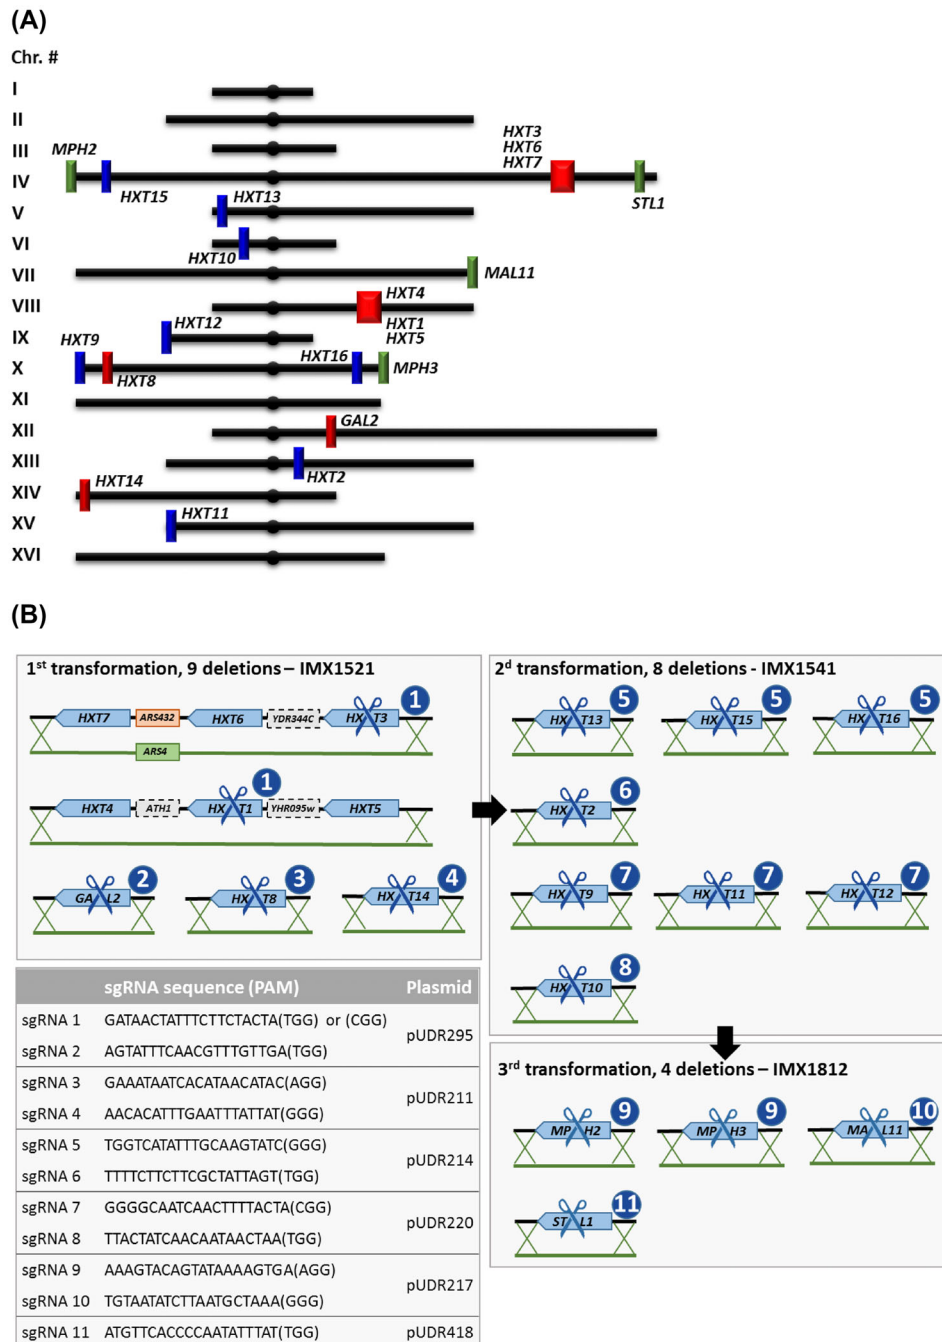 (A)
Chr. #
I
II
III
IV
V
VI
VII
VIII
IX
X
XI
XII
XIII
XIV
XV
XVI
MPH2
HXT15
HXT3
HXT6
HXT7
STL1
HXT13
HXT10
MAL11
HXT4
HXT1
HXT5
HXT12
HXT9
HXT8
HXT16
MPH3
GAL2
HXT2
HXT14
HXT11
(B)
1st transformation, 9 deletions – IMX1521
HXT7 ARS432 HXT6 YDR344C HXT3 1
ARS4
HXT4 ATH1 HXT1 1 YHR095w HXT5
GAL2 2 HXT8 3 HXT14 4
2d transformation, 8 deletions - IMX1541
HXT13 5 HXT15 5 HXT16 5
HXT2 6
HXT9 7 HXT11 7 HXT12 7
HXT10 8
3rd transformation, 4 deletions – IMX1812
MPH2 9 MPH3 9 MAL11 10
STL1 11
sgRNA sequence (PAM) Plasmid
sgRNA 1 GATAACTATTTCTTCTACTA(TGG) or (CGG)
pUDR295
sgRNA 2 AGTATTTCAACGTTTGTTGA(TGG)
sgRNA 3 GAAATAATCACATAACATAC(AGG)
pUDR211
sgRNA 4 AACACATTTGAATTTATTAT(GGG)
sgRNA 5 TGGTCATATTTGCAAGTATC(GGG)
pUDR214
sgRNA 6 TTTTCTTCTTCGCTATTAGT(TGG)
sgRNA 7 GGGGCAATCAACTTTTACTA(CGG)
pUDR220
sgRNA 8 TTACTATCAACAATAACTAA(TGG)
sgRNA 9 AAAGTACAGTATAAAAGTGA(AGG)
pUDR217
sgRNA 10 TGTAATATCTTAATGCTAAA(GGG)
sgRNA 11 ATGTTCACCCCAATATTTAT(TGG) pUDR418